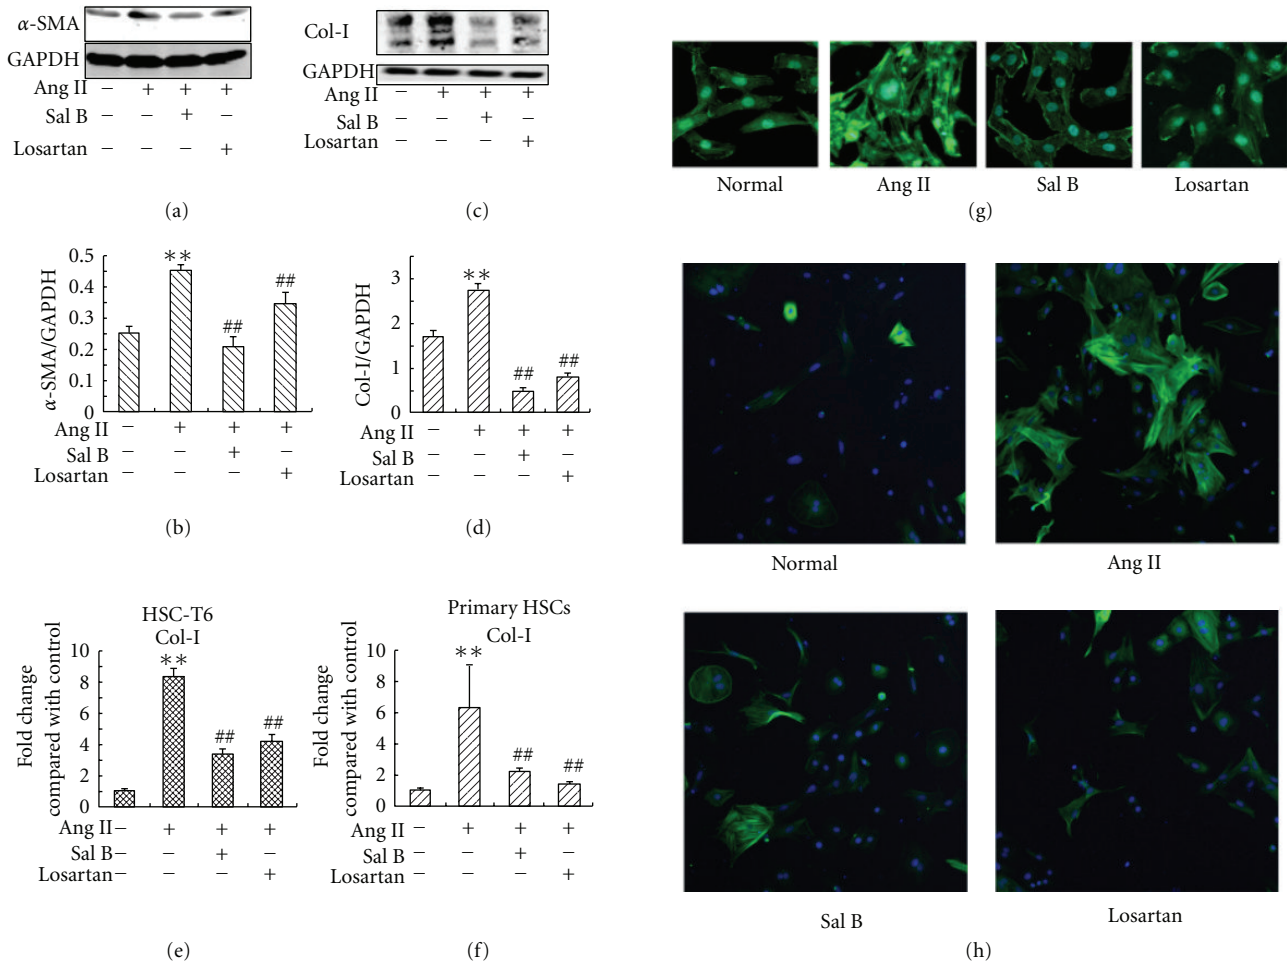 α-SMA
GAPDH
Ang II − + + +
Sal B − − + −
Losartan − − − +
(a)
Col-I
GAPDH
Ang II − + + +
Sal B − − + −
Losartan − − − +
(c)
Normal Ang II Sal B Losartan
(g)
α-SMA/GAPDH
0.5
0.4
0.3
0.2
0.1
0
** ## ##
Ang II − + + +
Sal B − − + −
Losartan − − − +
(b)
Col-I/GAPDH
3
2
1
0
** ## ##
Ang II − + + +
Sal B − − + −
Losartan − − − +
(d)
HSC-T6
Col-I
Fold change
compared with control
10
8
6
4
2
0
** ## ##
Ang II − + + +
Sal B − − + −
Losartan − − − +
(e)
Primary HSCs
Col-I
Fold change
compared with control
10
8
6
4
2
0
** ## ##
Ang II − + + +
Sal B − − + −
Losartan − − − +
(f)
Normal Ang II
Sal B Losartan
(h)